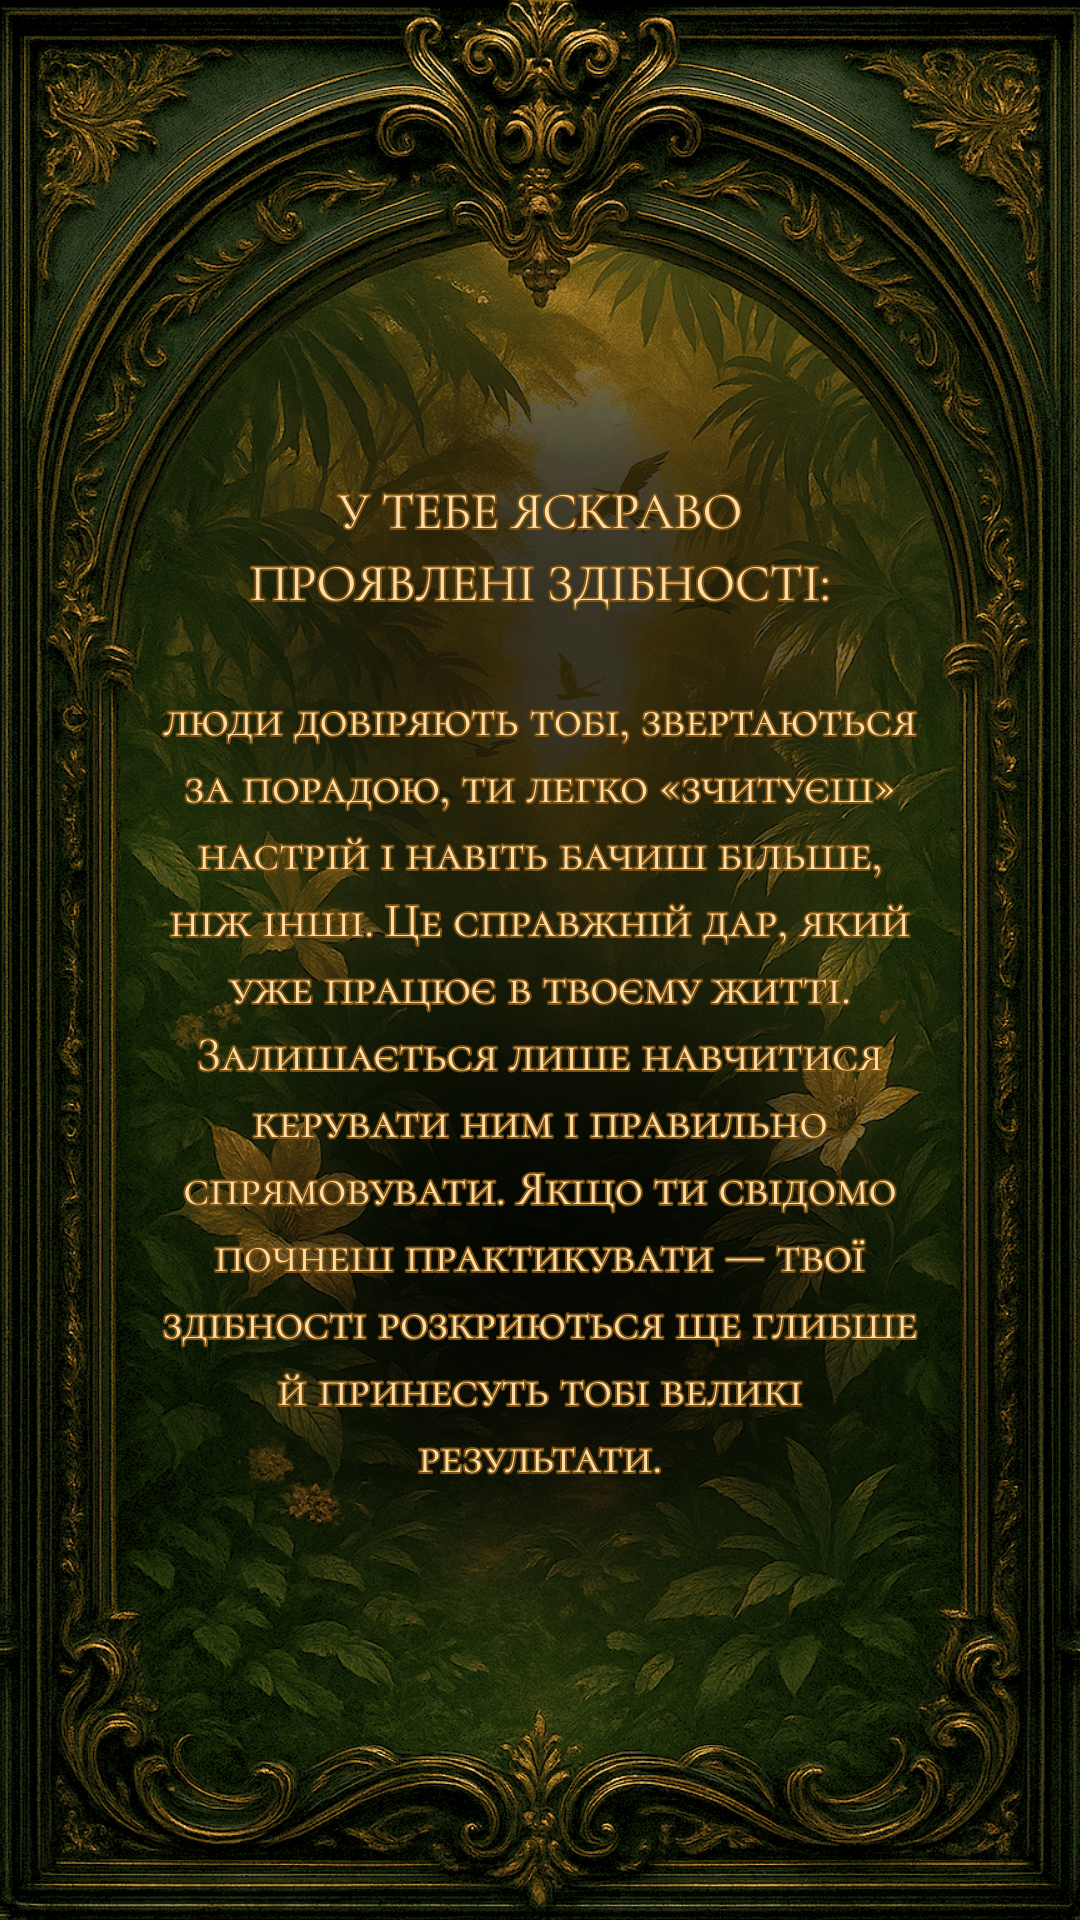 У ТЕБЕ ЯСКРАВО
ПРОЯВЛЕНІ ЗДІБНОСТІ:
люди довіряють тобі, звертаються
за порадою, ти легко «зчитуєш»
настрій і навіть бачиш більше,
ніж інші. Це справжній дар, який
уже працює в твоєму житті.
Залишається лише навчитися
керувати ним і правильно
спрямовувати. Якщо ти свідомо
почнеш практикувати — твої
здібності розкриються ще глибше
й принесуть тобі великі
результати.